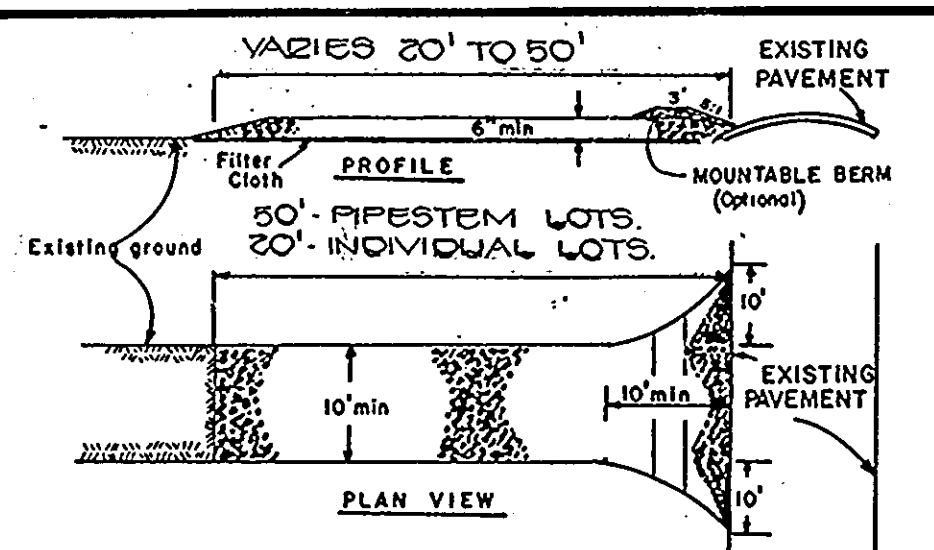 VARIES 20' TO 50'
EXISTING
PAVEMENT
3' 5:1
6" min
Filter
Cloth
PROFILE
MOUNTABLE BERM
(Optional)
50' - PIPESTEM LOTS.
20' - INDIVIDUAL LOTS.
Existing ground
10'
10' min
10' min
EXISTING
PAVEMENT
10'
PLAN VIEW